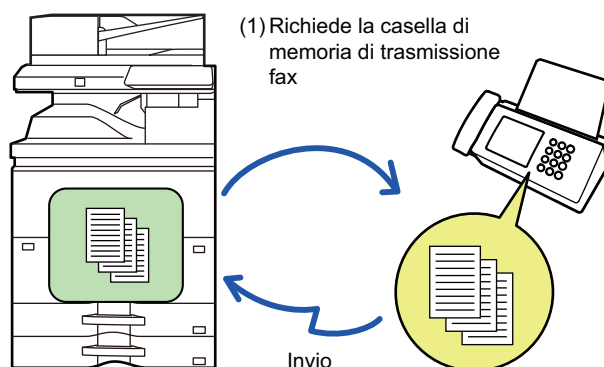 (1) Richiede la casella di
memoria di trasmissione
fax
Invio